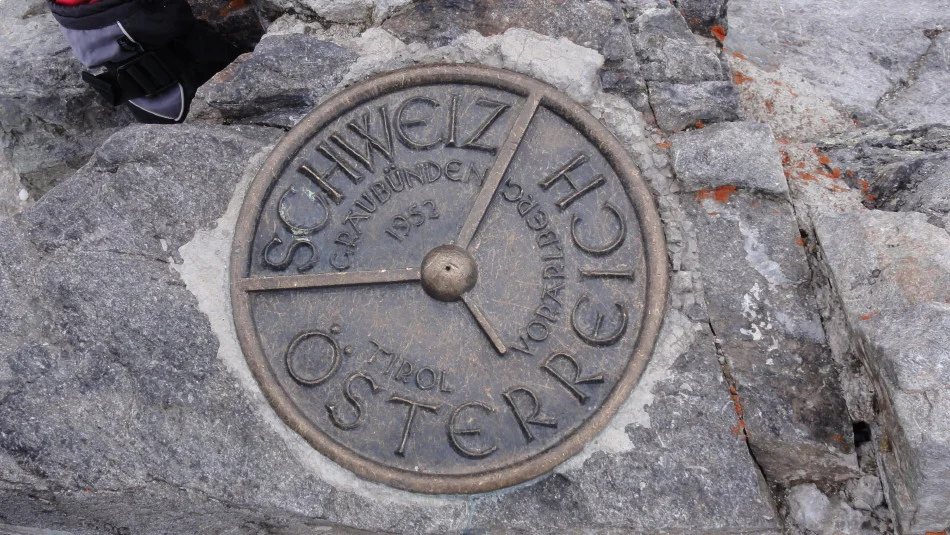 SCHWEIZ
GRAUBÜNDEN
1952
ÖSTERREICH
TIROL
VORARLBERG